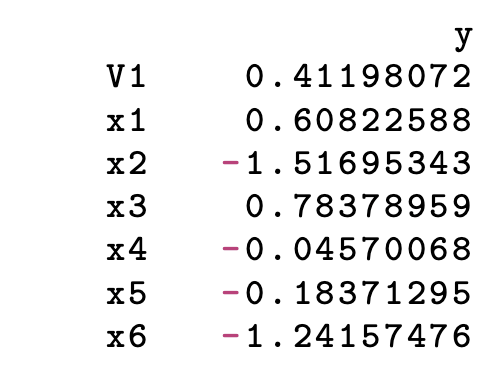 y
V1 0.41198072
x1 0.60822588
x2 -1.51695343
x3 0.78378959
x4 -0.04570068
x5 -0.18371295
x6 -1.24157476